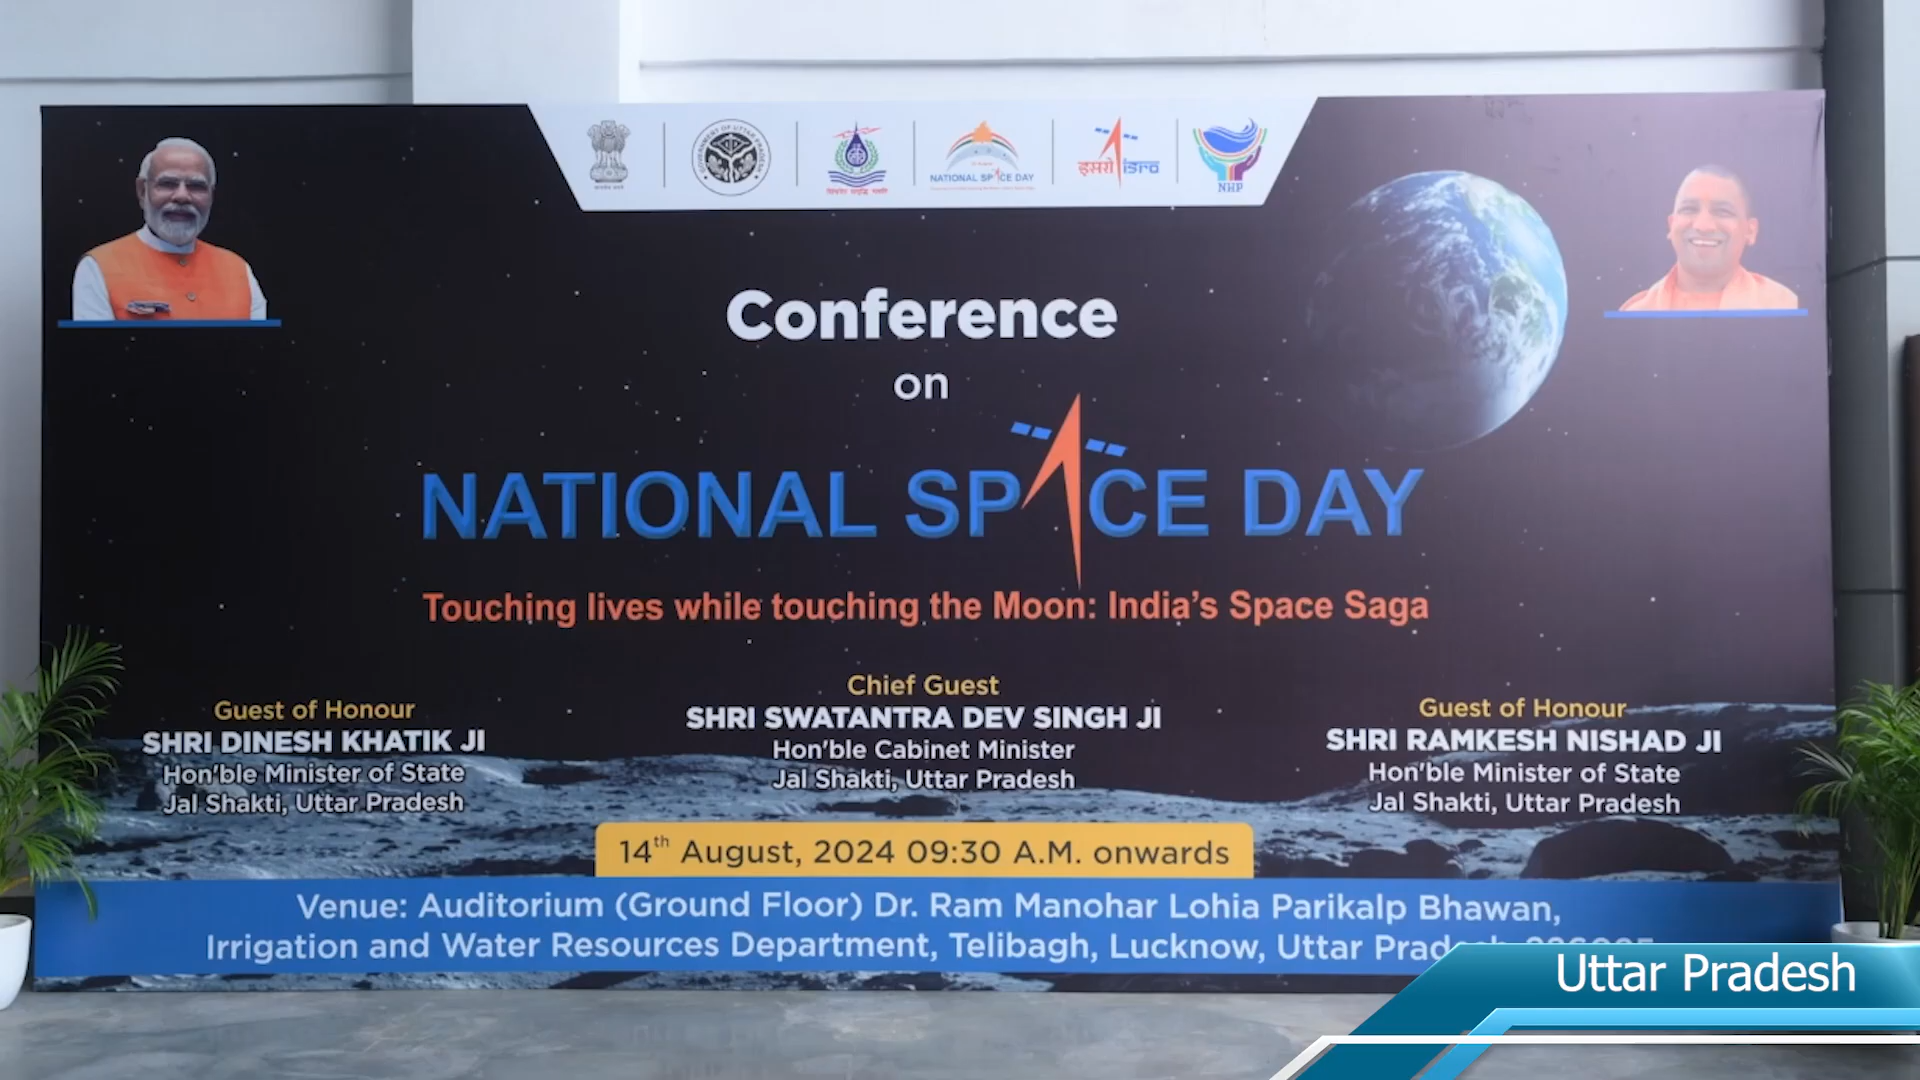 GOVERNMENT OF UTTAR PRADESH
NATIONAL SPACE DAY
इसरो isro
NHP
Conference
on
NATIONAL SPACE DAY
Touching lives while touching the Moon: India's Space Saga
Chief Guest
SHRI SWATANTRA DEV SINGH JI
Hon'ble Cabinet Minister
Jal Shakti, Uttar Pradesh
Guest of Honour
SHRI DINESH KHATIK JI
Hon'ble Minister of State
Jal Shakti, Uttar Pradesh
Guest of Honour
SHRI RAMKESH NISHAD JI
Hon'ble Minister of State
Jal Shakti, Uttar Pradesh
14th August, 2024 09:30 A.M. onwards
Venue: Auditorium (Ground Floor) Dr. Ram Manohar Lohia Parikalp Bhawan,
Irrigation and Water Resources Department, Telibagh, Lucknow, Uttar
Uttar Pradesh